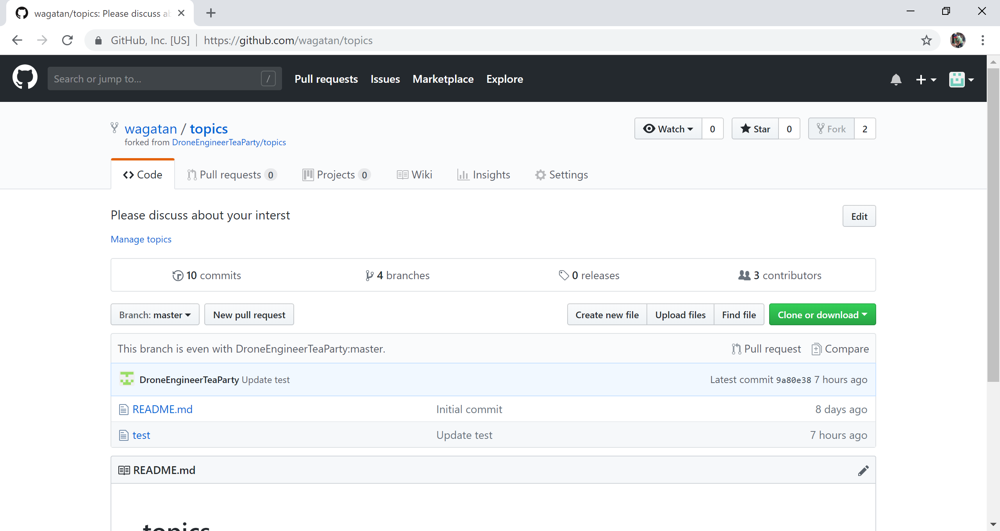 wagatan/topics: Please discuss ab
GitHub, Inc. [US] | https://github.com/wagatan/topics
Search or jump to... /
Pull requests Issues Marketplace Explore
wagatan / topics
forked from DroneEngineerTeaParty/topics
Watch 0 Star 0 Fork 2
Code Pull requests 0 Projects 0 Wiki Insights Settings
Please discuss about your interst
Edit
Manage topics
10 commits 4 branches 0 releases 3 contributors
Branch: master New pull request Create new file Upload files Find file Clone or download
This branch is even with DroneEngineerTeaParty:master. Pull request Compare
DroneEngineerTeaParty Update test Latest commit 9a80e38 7 hours ago
README.md Initial commit 8 days ago
test Update test 7 hours ago
README.md
topics